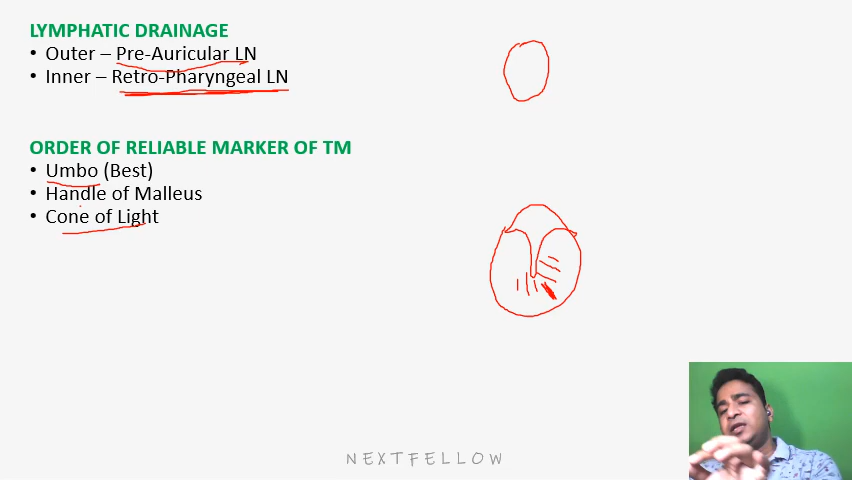 LYMPHATIC DRAINAGE
• Outer – Pre-Auricular LN
• Inner – Retro-Pharyngeal LN
ORDER OF RELIABLE MARKER OF TM
• Umbo (Best)
• Handle of Malleus
• Cone of Light
NEXTFELLOW